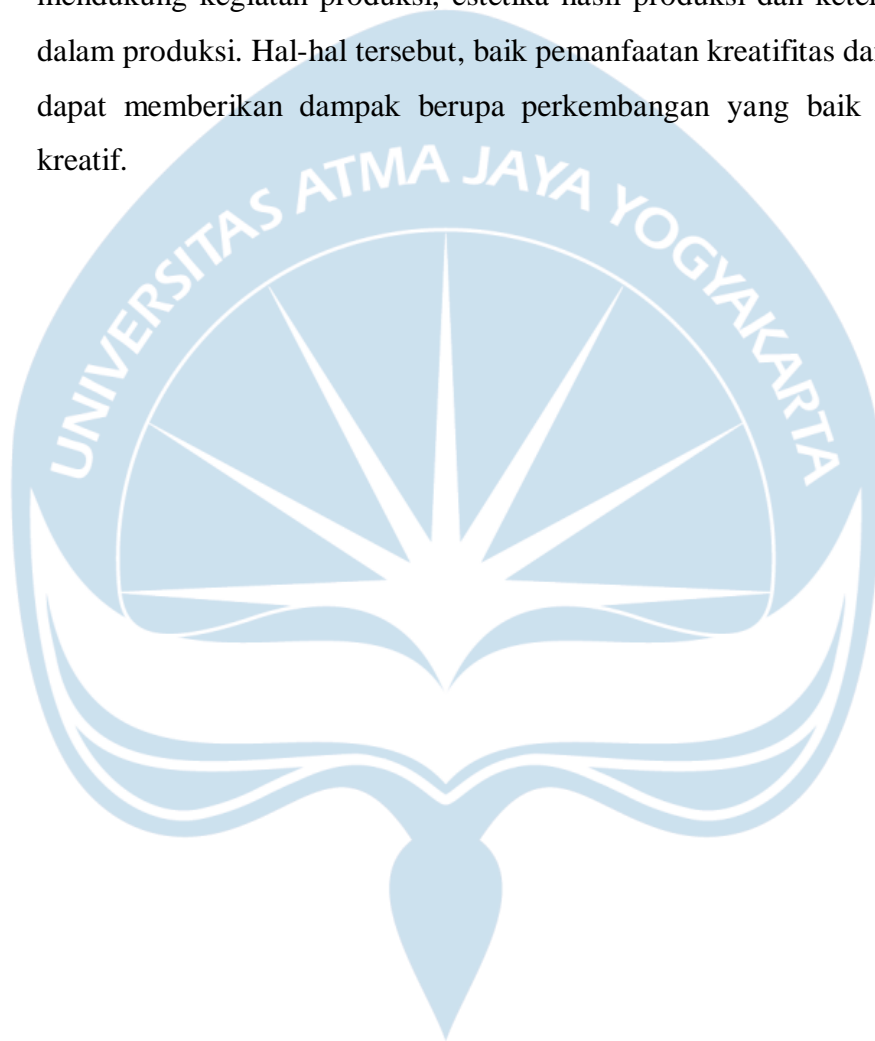 mendukung kegiatan produksi, estetika hasil produksi dan
dalam produksi. Hal-hal tersebut, baik pemanfaatan kreatifitas
dapat memberikan dampak berupa perkembangan yang baik
kreatif.
UNIVERSITAS ATMA JAYA YOGYAKARTA